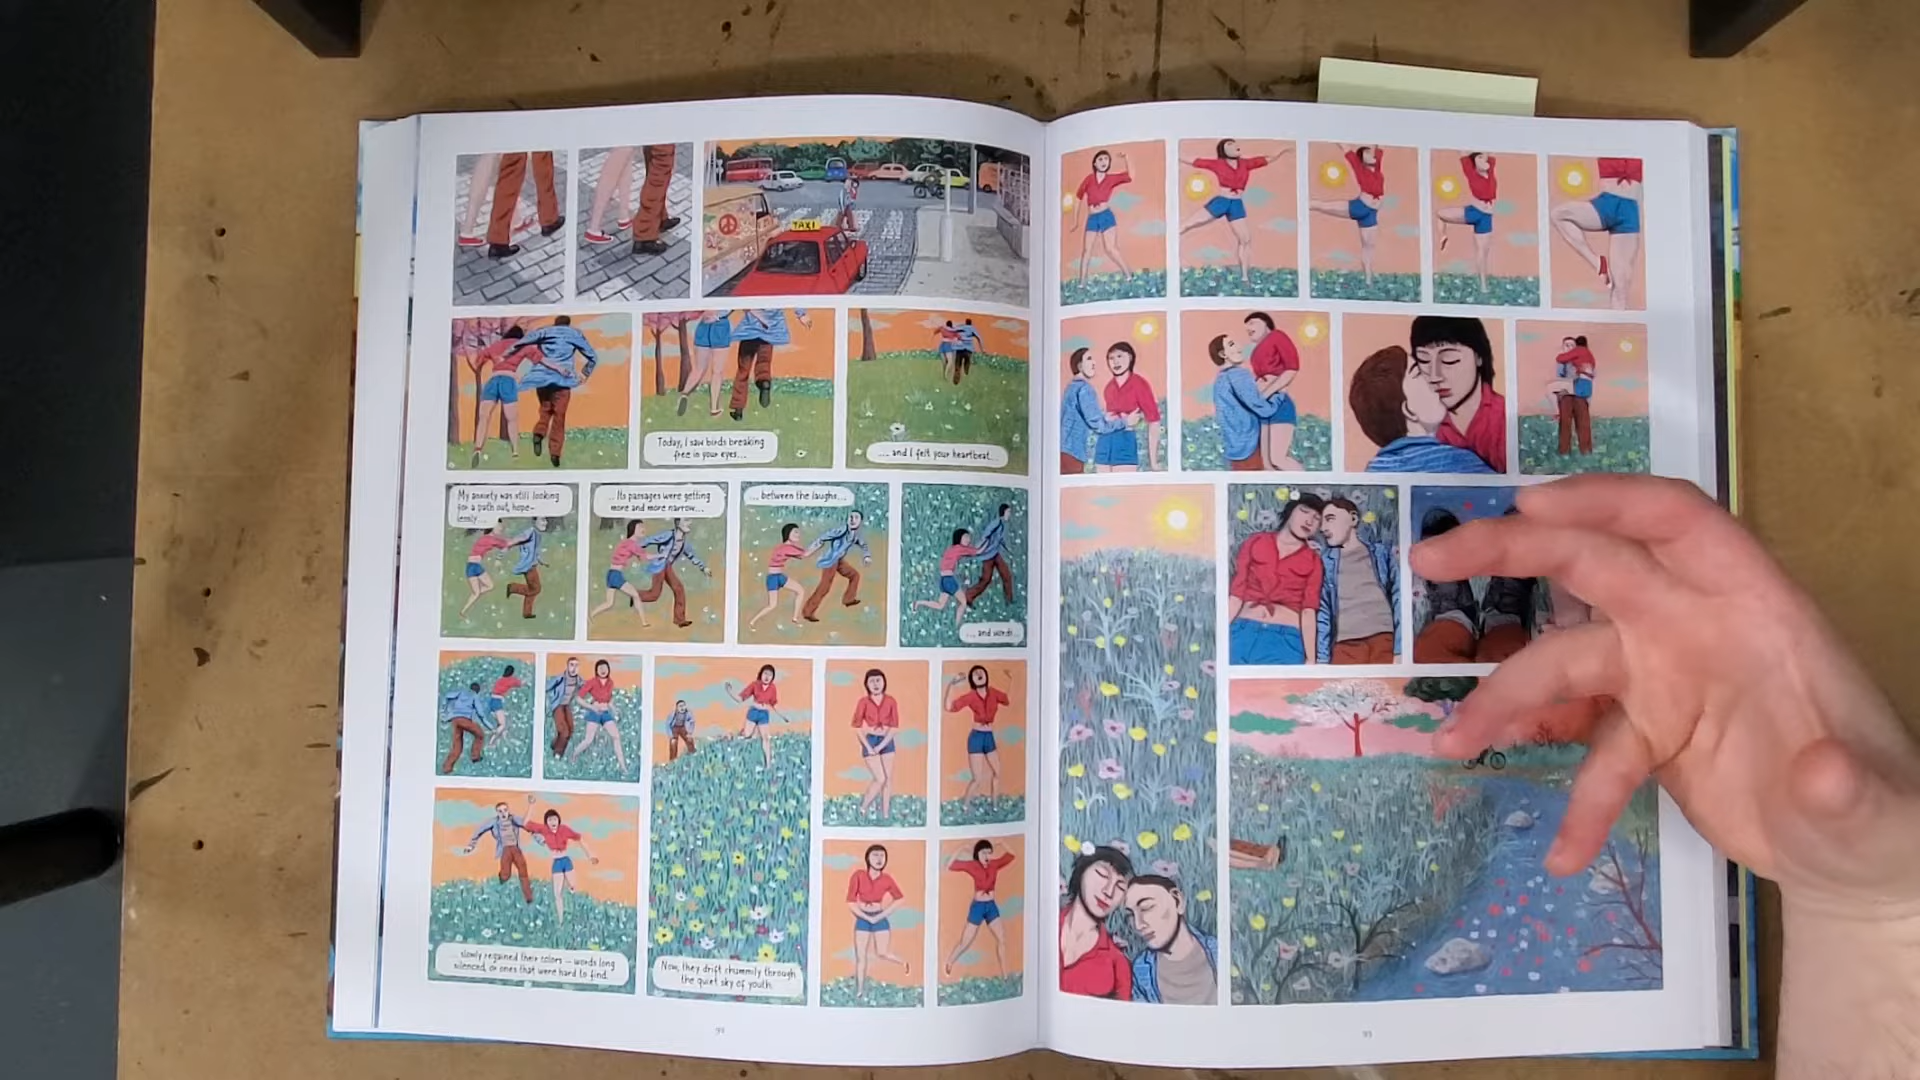 TAXI
Today, I saw birds breaking
free in your eyes...
... and I felt your heartbeat...
My anxiety was still looking
for a path out, hope-
lessly...
... Its passages were getting
more and more narrow...
... between the laughs...
... and words...
... slowly regained their colors — words long
silenced, or ones that were hard to find.
Now, they drift chummily through
the quiet sky of youth.